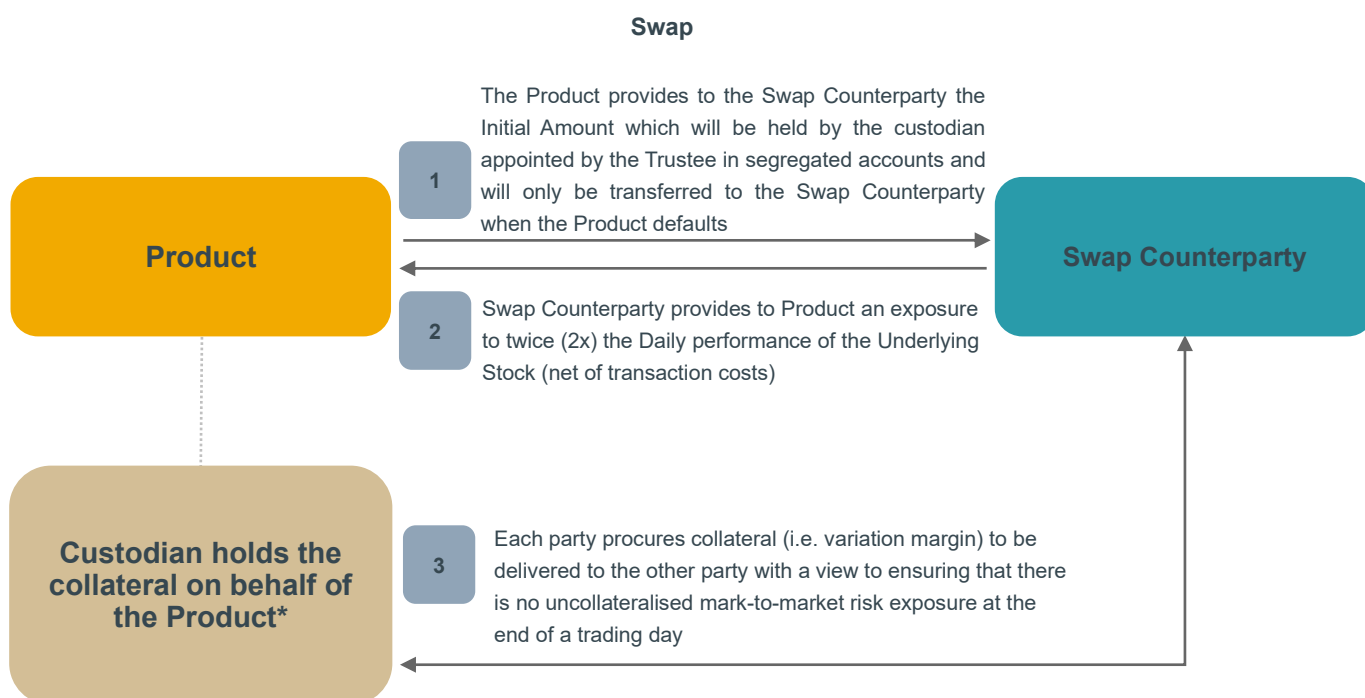 Swap
The Product provides to the Swap Counterparty the
Initial Amount which will be held by the custodian
appointed by the Trustee in segregated accounts and
will only be transferred to the Swap Counterparty
when the Product defaults
1
Product
Swap Counterparty
2
Swap Counterparty provides to Product an exposure
to twice (2x) the Daily performance of the Underlying
Stock (net of transaction costs)
Custodian holds the
collateral on behalf of
the Product*
3
Each party procures collateral (i.e. variation margin) to be
delivered to the other party with a view to ensuring that there
is no uncollateralised mark-to-market risk exposure at the
end of a trading day